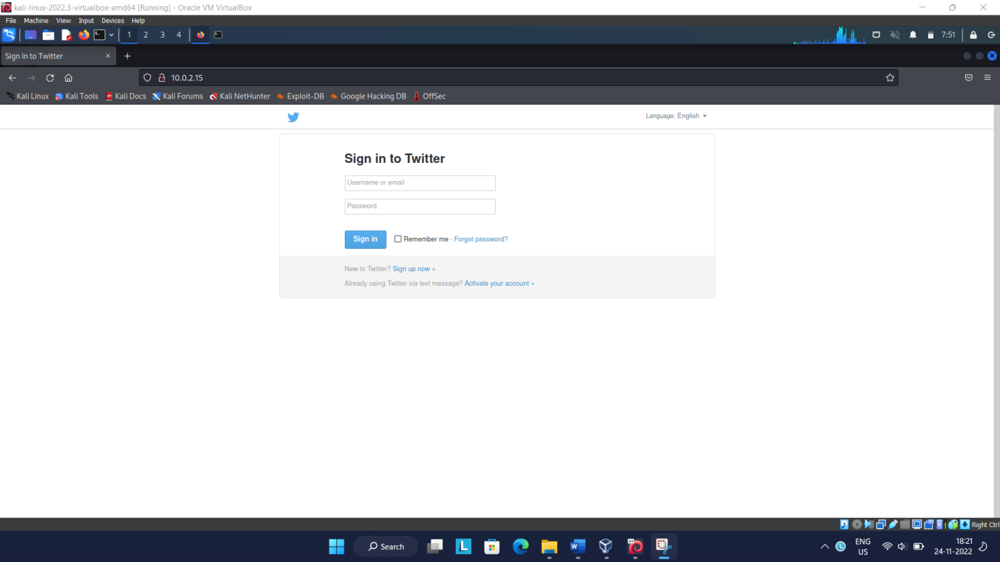 kali-linux-2022.3-virtualbox-amd64 [Running] - Oracle VM VirtualBox
File Machine View Input Devices Help
1 2 3 4 7:51
Sign in to Twitter
10.0.2.15
Kali Linux Kali Tools Kali Docs Kali Forums Kali NetHunter Exploit-DB Google Hacking DB OffSec
Language: English
Sign in to Twitter
Username or email
Password
Sign in Remember me · Forgot password?
New to Twitter? Sign up now »
Already using Twitter via text message? Activate your account »
Right Ctrl
Search
ENG
US
18:21
24-11-2022